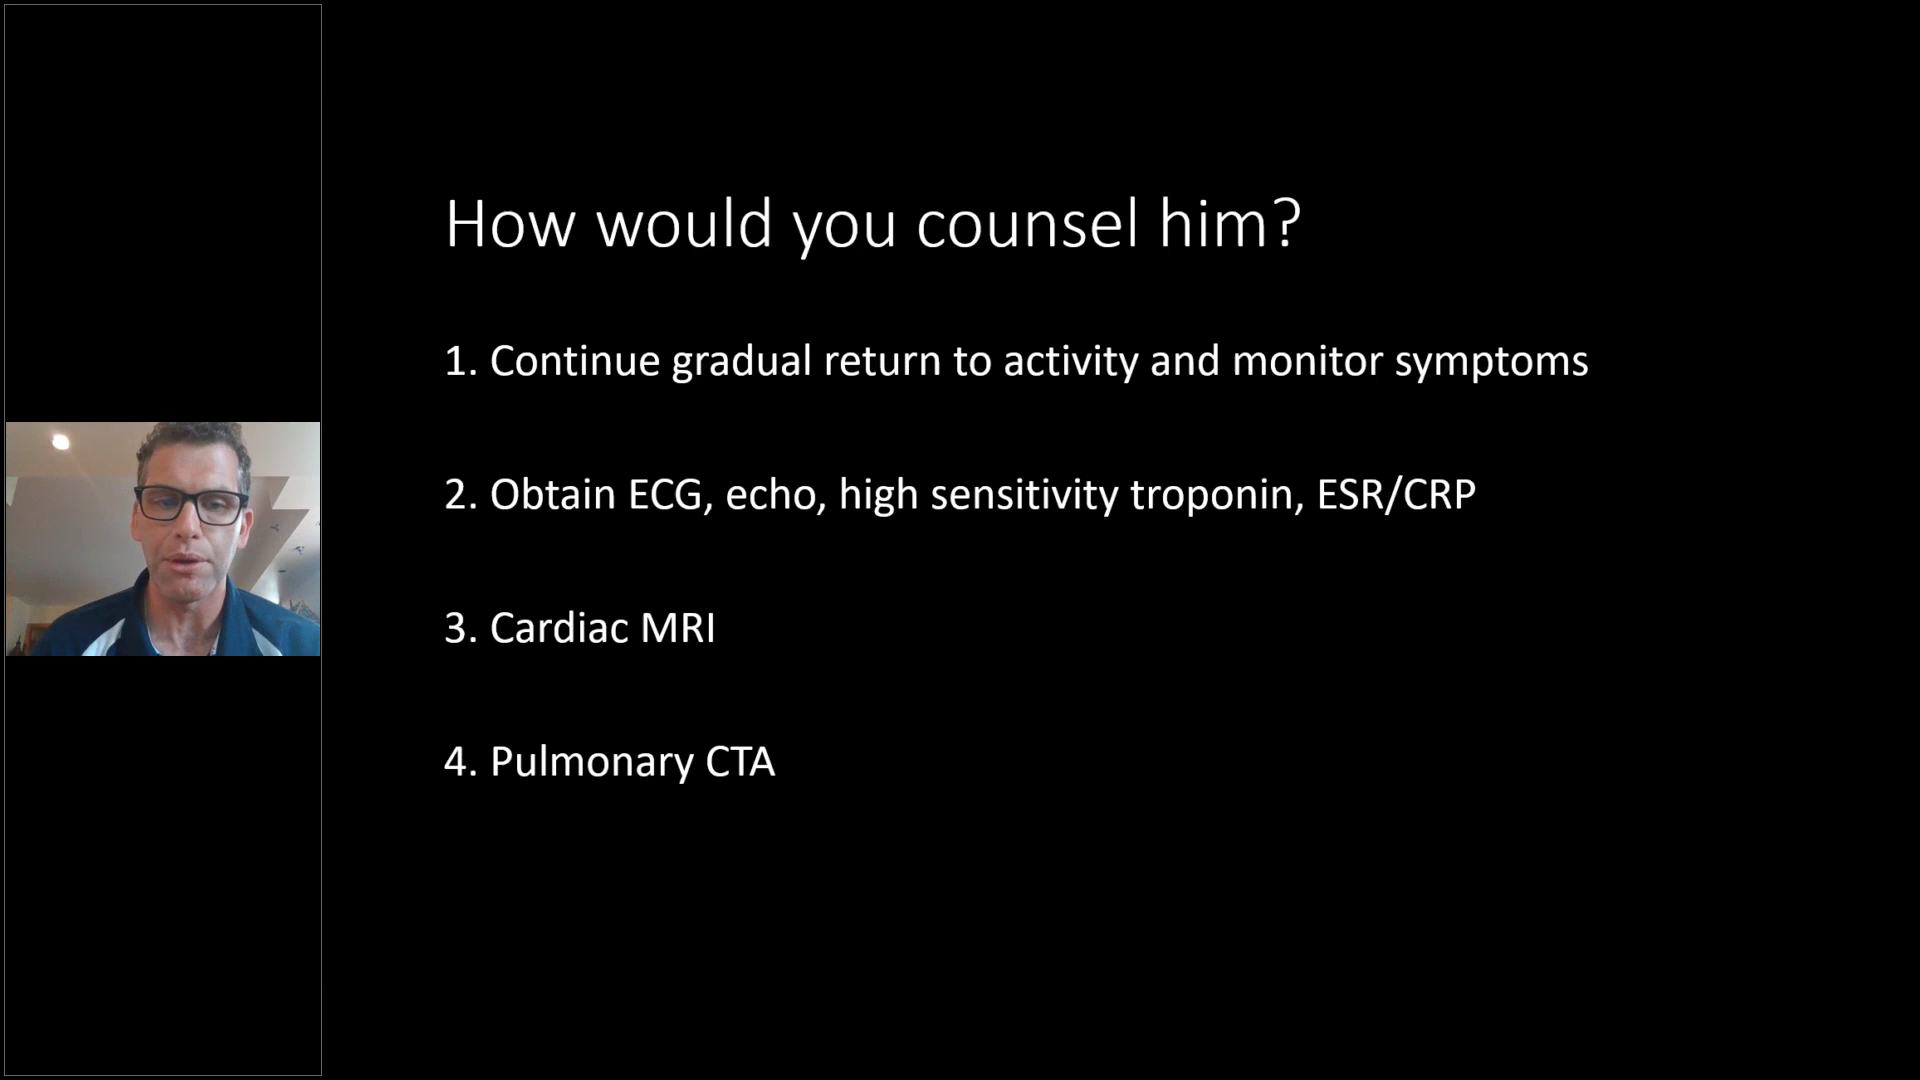 How would you counsel him?
1. Continue gradual return to activity and monitor symptoms
2. Obtain ECG, echo, high sensitivity troponin, ESR/CRP
3. Cardiac MRI
4. Pulmonary CTA